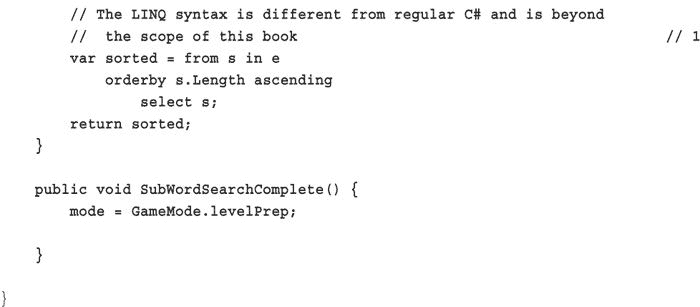 // The LINQ syntax is different from regular C# and is beyond
//  the scope of this book // 1
var sorted = from s in e
orderby s.Length ascending
select s;
return sorted;
}
public void SubWordSearchComplete() {
mode = GameMode.levelPrep;
}
}